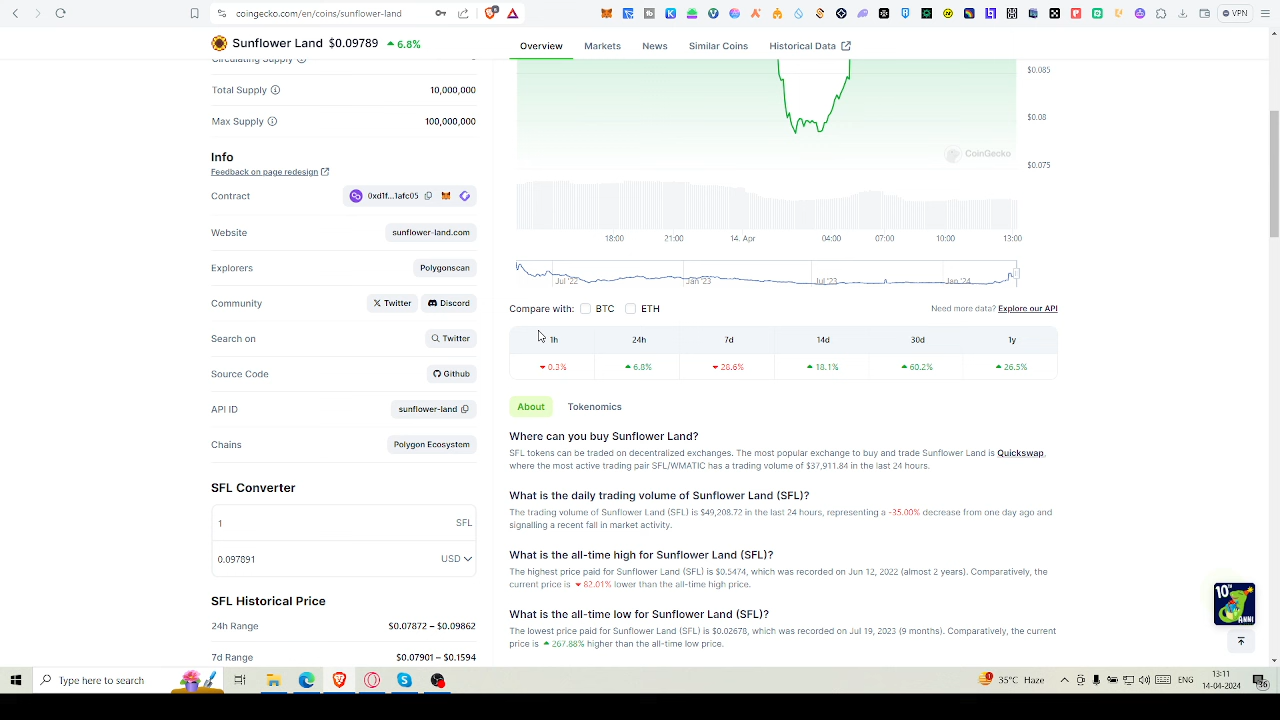 coingecko.com/en/coins/sunflower-land
VPN
Sunflower Land $0.09789 6.8%
Overview Markets News Similar Coins Historical Data
Circulating Supply
Total Supply 10,000,000
Max Supply 100,000,000
Info
Feedback on page redesign
Contract 0xd1f...1afe05
Website sunflower-land.com
Explorers Polygonscan
Community Twitter Discord
Search on Twitter
Source Code Github
API ID sunflower-land
Chains Polygon Ecosystem
SFL Converter
1 SFL
0.097891 USD
SFL Historical Price
24h Range $0.07872 – $0.09862
7d Range $0.07901 – $0.1594
$0.085
$0.08
CoinGecko
$0.075
18:00 21:00 14. Apr 04:00 07:00 10:00 13:00
Jul '22 Jan '23 Jul '23 Jan '24
Compare with: BTC ETH Need more data? Explore our API
1h 24h 7d 14d 30d 1y
0.3% 6.8% 28.6% 18.1% 60.2% 26.5%
About Tokenomics
Where can you buy Sunflower Land?
SFL tokens can be traded on decentralized exchanges. The most popular exchange to buy and trade Sunflower Land is Quickswap,
where the most active trading pair SFL/WMATIC has a trading volume of $37,911.84 in the last 24 hours.
What is the daily trading volume of Sunflower Land (SFL)?
The trading volume of Sunflower Land (SFL) is $49,208.72 in the last 24 hours, representing a -35.00% decrease from one day ago and
signalling a recent fall in market activity.
What is the all-time high for Sunflower Land (SFL)?
The highest price paid for Sunflower Land (SFL) is $0.5474, which was recorded on Jun 12, 2022 (almost 2 years). Comparatively, the
current price is 82.01% lower than the all-time high price.
What is the all-time low for Sunflower Land (SFL)?
The lowest price paid for Sunflower Land (SFL) is $0.02678, which was recorded on Jul 19, 2023 (9 months). Comparatively, the current
price is 267.88% higher than the all-time low price.
10th
ANNI
Type here to search
35°C Haze
ENG
13:11
14-04-2024